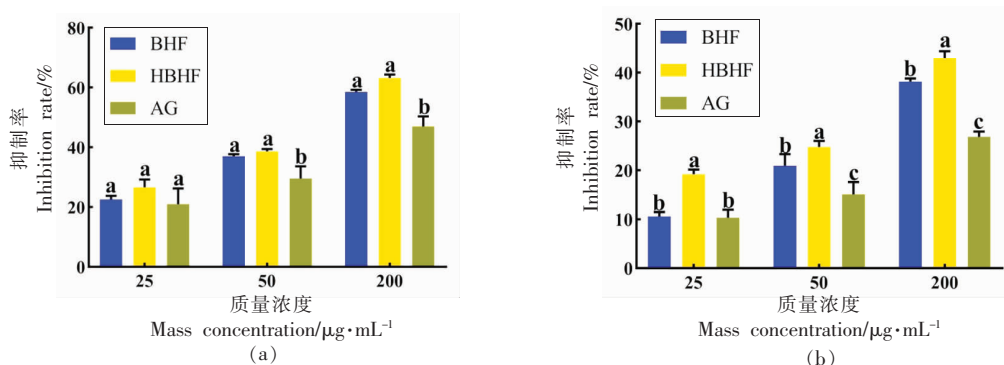 80
60
40
20
0
BHF
HBHF
AG
a a a
a a b
a a b
抑制率
Inhibition rate/%
25 50 200
质量浓度
Mass concentration/μg·mL⁻¹
(a)
50
40
30
20
10
0
BHF
HBHF
AG
b a b
b a c
b a c
抑制率
Inhibition rate/%
25 50 200
质量浓度
Mass concentration/μg·mL⁻¹
(b)